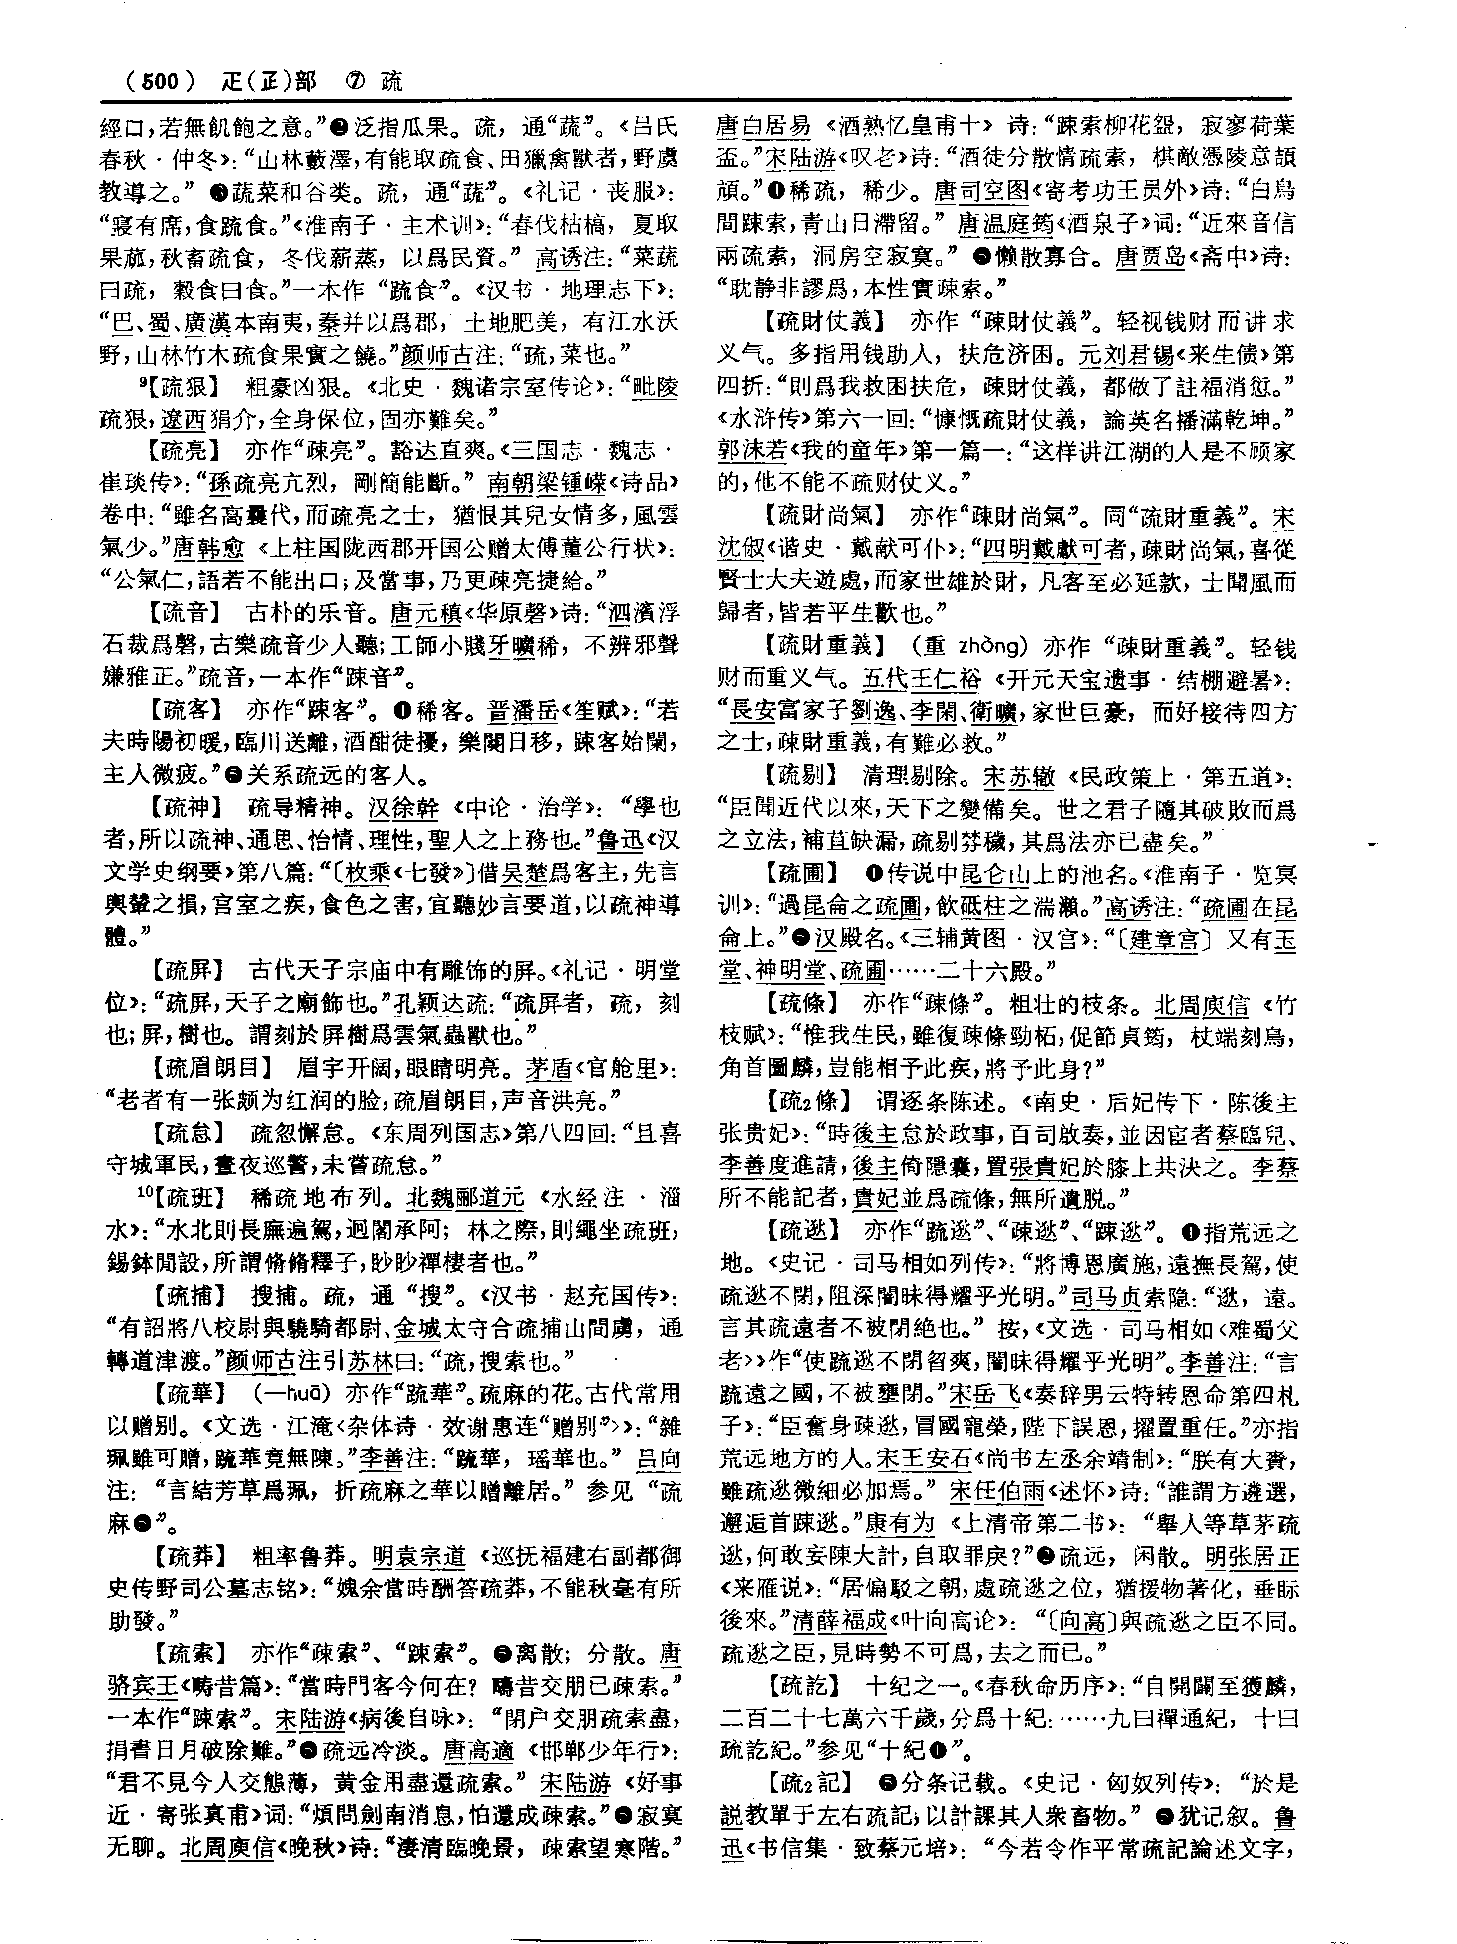 (500) 疋(⺪)部 ⑦ 疏
經口,若無飢飽之意。”❷泛指瓜果。疏,通“蔬”。《吕氏
春秋·仲冬》:“山林藪澤,有能取疏食、田獵禽獸者,野虞
教導之。” ❸蔬菜和谷类。疏,通“蔬”。《礼记·丧服》:
“寝有席,食疏食。”《淮南子·主术训》:“春伐枯槁,夏取
果蓏,秋畜疏食,冬伐薪蒸,以爲民資。” 高诱注:“菜蔬
曰疏,穀食曰食。”一本作“䟽食”。《汉书·地理志下》:
“巴、蜀、廣漢本南夷,秦并以爲郡,土地肥美,有江水沃
野,山林竹木疏食果實之饒。”颜师古注:“疏,菜也。”
9【疏狠】 粗豪凶狠。《北史·魏诸宗室传论》:“毗陵
疏狠,遼西狷介,全身保位,固亦難矣。”
【疏亮】 亦作“疎亮”。豁达直爽。《三国志·魏志·
崔琰传》:“孫疏亮亢烈,剛簡能斷。” 南朝梁锺嵘《诗品》
卷中:“雖名高曩代,而疏亮之士,猶恨其兒女情多,風雲
氣少。”唐韩愈《上柱国陇西郡开国公赠太傅董公行状》:
“公氣仁,語若不能出口;及當事,乃更疎亮捷給。”
【疏音】 古朴的乐音。唐元稹《华原磬》诗:“泗濱浮
石裁爲磬,古樂疏音少人聽;工師小賤牙曠稀,不辨邪聲
嫌雅正。”疏音,一本作“踈音”。
【疏客】 亦作“踈客”。❶稀客。晋潘岳《笙赋》:“若
夫時陽初暖,臨川送離,酒酣徒擾,樂闋日移,踈客始闌,
主人微疲。”❷关系疏远的客人。
【疏神】 疏导精神。汉徐幹《中论·治学》:“學也
者,所以疏神、通思、怡情、理性,聖人之上務也。”鲁迅《汉
文学史纲要》第八篇:“〔枚乘《七發》〕借吴楚爲客主,先言
輿輦之損,宫室之疾,食色之害,宜聽妙言要道,以疏神導
體。”
【疏屏】 古代天子宗庙中有雕饰的屏。《礼记·明堂
位》:“疏屏,天子之廟飾也。”孔颖达疏:“疏屏者,疏,刻
也;屏,樹也。謂刻於屏樹爲雲氣蟲獸也。”
【疏眉朗目】 眉宇开阔,眼睛明亮。茅盾《官舱里》:
“老者有一张颇为红润的脸,疏眉朗目,声音洪亮。”
【疏怠】 疏忽懈怠。《东周列国志》第八四回:“且喜
守城軍民,晝夜巡警,未嘗疏怠。”
10【疏班】 稀疏地布列。北魏郦道元《水经注·淄
水》:“水北則長廡遍駕,迴閣承阿;林之際,則繩坐疏班,
錫鉢閒設,所謂脩脩釋子,眇眇禪棲者也。”
【疏捕】 搜捕。疏,通“搜”。《汉书·赵充国传》:
“有詔將八校尉與驍騎都尉、金城太守合疏捕山間虜,通
轉道津渡。”颜师古注引苏林曰:“疏,搜索也。”
【疏華】 (—huā) 亦作“䟽華”。疏麻的花。古代常用
以赠别。《文选·江淹〈杂体诗·效谢惠连“赠别”〉》:“雜
珮雖可贈,䟽華竟無陳。”李善注:“䟽華,瑶華也。” 吕向
注:“言結芳草爲珮,折疏麻之華以贈離居。” 参见“疏
麻❷”。
【疏莽】 粗率鲁莽。明袁宗道《巡抚福建右副都御
史传野司公墓志铭》:“媿余當時酬答疏莽,不能秋毫有所
助發。”
【疏索】 亦作“疎索”、“踈索”。❶离散;分散。唐
骆宾王《畴昔篇》:“當時門客今何在?疇昔交朋已疎索。”
一本作“踈索”。宋陆游《病後自咏》:“閉户交朋疏索盡,
捐書日月破除難。”❷疏远冷淡。唐高適《邯郸少年行》:
“君不見今人交態薄,黄金用盡還疏索。” 宋陆游《好事
近·寄张真甫》词:“煩問劍南消息,怕還成疎索。”❸寂寞
无聊。北周庾信《晚秋》诗:“凄清臨晚景,疎索望寒階。”
唐白居易《酒熟忆皇甫十》诗:“踈索柳花盌,寂寥荷葉
盃。”宋陆游《叹老》诗:“酒徒分散情疏索,棋敵憑陵意頡
頏。”❹稀疏,稀少。唐司空图《寄考功王员外》诗:“白鳥
間踈索,青山日滯留。” 唐温庭筠《酒泉子》词:“近來音信
兩疏索,洞房空寂寞。” ❺懒散寡合。唐贾岛《斋中》诗:
“耽静非謬爲,本性實疎索。”
【疏財仗義】 亦作“疎財仗義”。轻视钱财而讲求
义气。多指用钱助人,扶危济困。元刘君锡《来生债》第
四折:“則爲我救困扶危,疎財仗義,都做了註福消愆。”
《水浒传》第六一回:“慷慨疏財仗義,論英名播滿乾坤。”
郭沫若《我的童年》第一篇一:“这样讲江湖的人是不顾家
的,他不能不疏财仗义。”
【疏財尚氣】 亦作“疎財尚氣”。同“疏財重義”。宋
沈俶《谐史·戴献可仆》:“四明戴獻可者,疎財尚氣,喜從
賢士大夫遊處,而家世雄於財,凡客至必延款,士聞風而
歸者,皆若平生歡也。”
【疏財重義】 (重 zhòng) 亦作“疎財重義”。轻钱
财而重义气。五代王仁裕《开元天宝遗事·结棚避暑》:
“長安富家子劉逸、李閑、衛曠,家世巨豪,而好接待四方
之士,疎財重義,有難必救。”
【疏剔】 清理剔除。宋苏辙《民政策上·第五道》:
“臣聞近代以來,天下之變備矣。世之君子隨其破敗而爲
之立法,補苴缺漏,疏剔棼穢,其爲法亦已盡矣。”
【疏圃】 ❶传说中昆仑山上的池名。《淮南子·览冥
训》:“過昆侖之疏圃,飲砥柱之湍瀨。”高诱注:“疏圃在昆
侖上。”❷汉殿名。《三辅黄图·汉宫》:“〔建章宫〕又有玉
堂、神明堂、疏圃……二十六殿。”
【疏條】 亦作“疎條”。粗壮的枝条。北周庾信《竹
杖赋》:“惟我生民,雖復疎條勁柘,促節貞筠,杖端刻鳥,
角首圖麟,豈能相予此疾,將予此身?”
【疏2條】 谓逐条陈述。《南史·后妃传下·陈後主
张贵妃》:“時後主怠於政事,百司啟奏,並因宦者蔡臨兒、
李善度進請,後主倚隱囊,置張貴妃於膝上共決之。李蔡
所不能記者,貴妃並爲疏條,無所遺脱。”
【疏逖】 亦作“䟽逖”、“疎逖”、“踈逖”。❶指荒远之
地。《史记·司马相如列传》:“將博恩廣施,遠撫長駕,使
疏逖不閉,阻深闇昧得耀乎光明。”司马贞索隐:“逖,遠。
言其疏遠者不被閉絶也。” 按,《文选·司马相如〈难蜀父
老〉》作“使疏逖不閉曶爽,闇昧得耀乎光明”。李善注:“言
疏遠之國,不被壅閉。”宋岳飞《奏辞男云特转恩命第四札
子》:“臣奮身疎逖,冒國寵榮,陛下誤恩,擢置重任。”亦指
荒远地方的人。宋王安石《尚书左丞余靖制》:“朕有大賚,
雖疏逖微細必加焉。” 宋任伯雨《述怀》诗:“誰謂方遴選,
邂逅首踈逖。”康有为《上清帝第二书》:“舉人等草茅疏
逖,何敢妄陳大計,自取罪戾?”❷疏远,闲散。明张居正
《来雁说》:“居偏駁之朝,處疏逖之位,猶援物著化,垂眎
後來。”清薛福成《叶向高论》:“〔向高〕與疏逖之臣不同。
疏逖之臣,見時勢不可爲,去之而已。”
【疏訖】 十纪之一。《春秋命历序》:“自開闢至獲麟,
二百二十七萬六千歲,分爲十紀:……九曰禪通紀,十曰
疏訖紀。”参见“十紀❶”。
【疏2記】 ❶分条记载。《史记·匈奴列传》:“於是
説教單于左右疏記,以計課其人衆畜物。” ❷犹记叙。鲁
迅《书信集·致蔡元培》:“今若令作平常疏記論述文字,